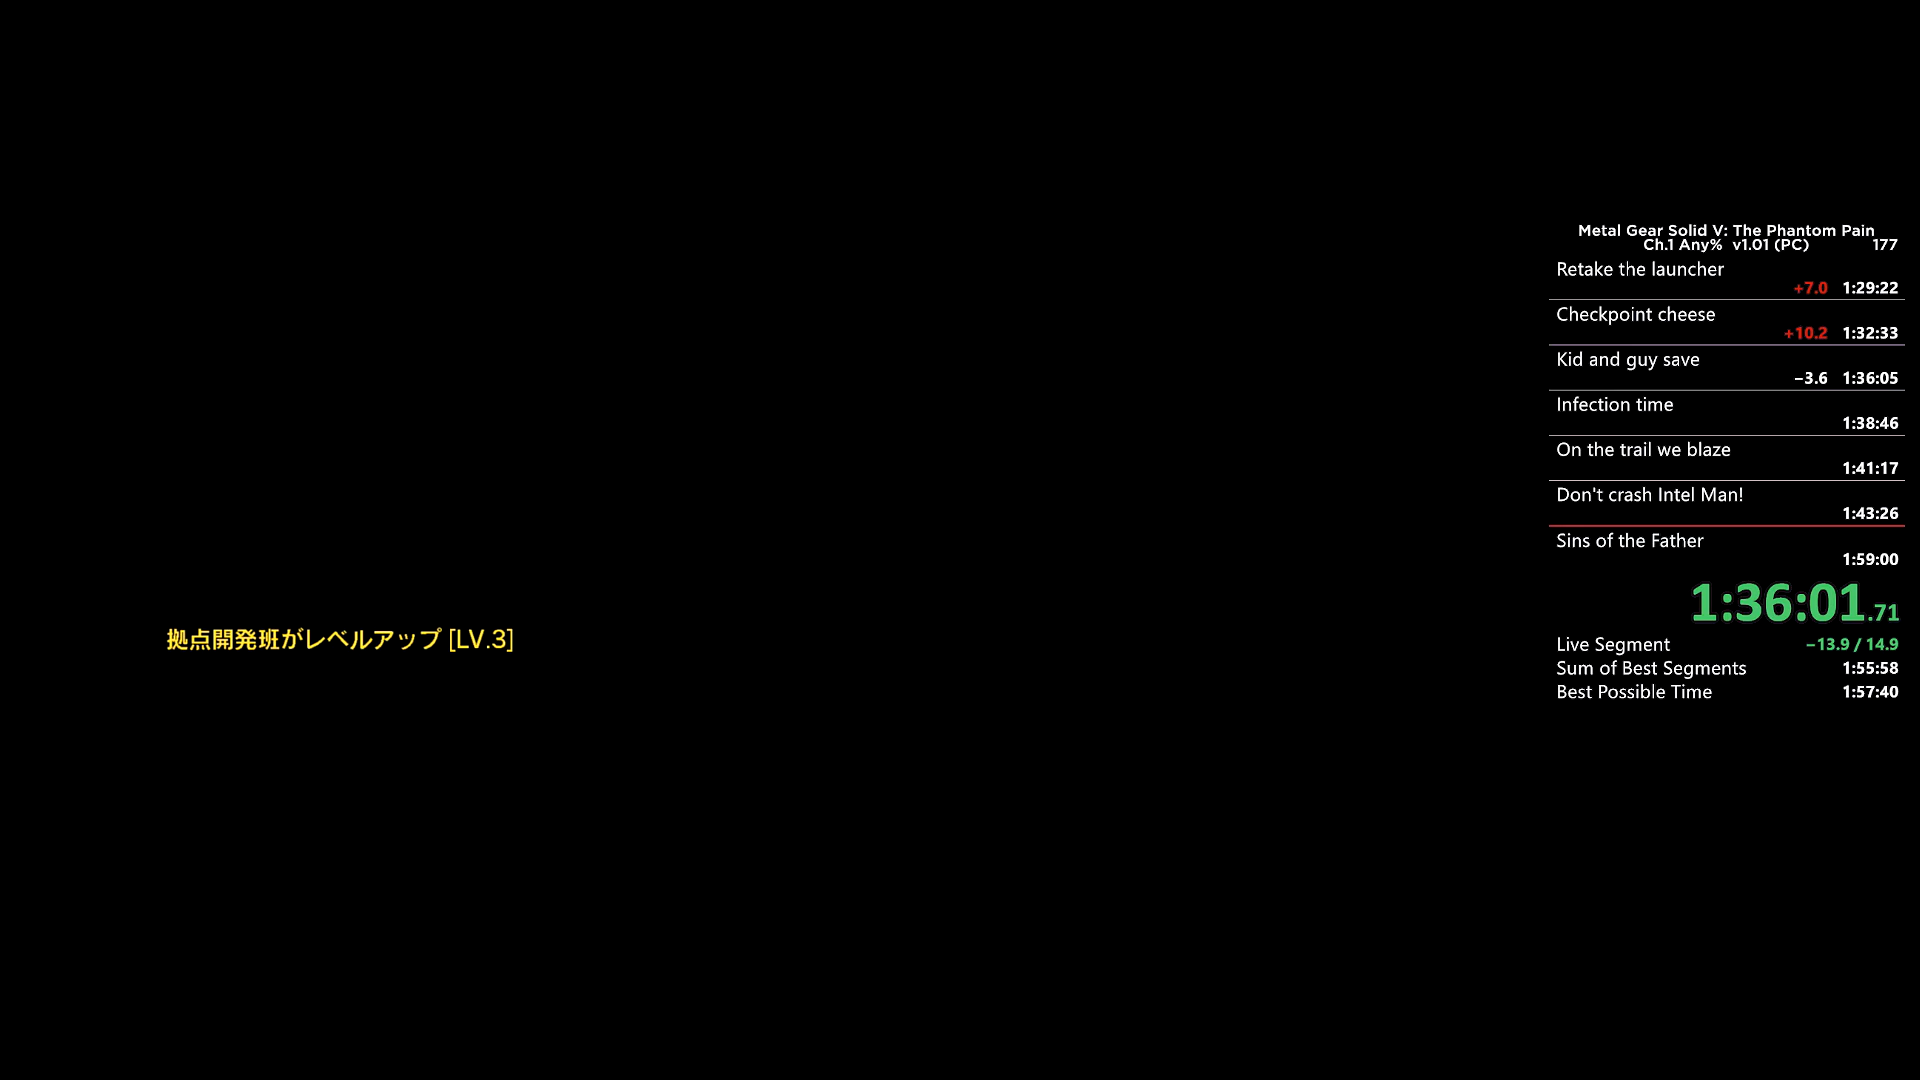 Metal Gear Solid V: The Phantom Pain
Ch.1 Any% v1.01 (PC) 177
Retake the launcher
+7.0 1:29:22
Checkpoint cheese
+10.2 1:32:33
Kid and guy save
−3.6 1:36:05
Infection time
1:38:46
On the trail we blaze
1:41:17
Don't crash Intel Man!
1:43:26
Sins of the Father
1:59:00
1:36:01.71
拠点開発班がレベルアップ [LV.3]
Live Segment −13.9 / 14.9
Sum of Best Segments 1:55:58
Best Possible Time 1:57:40